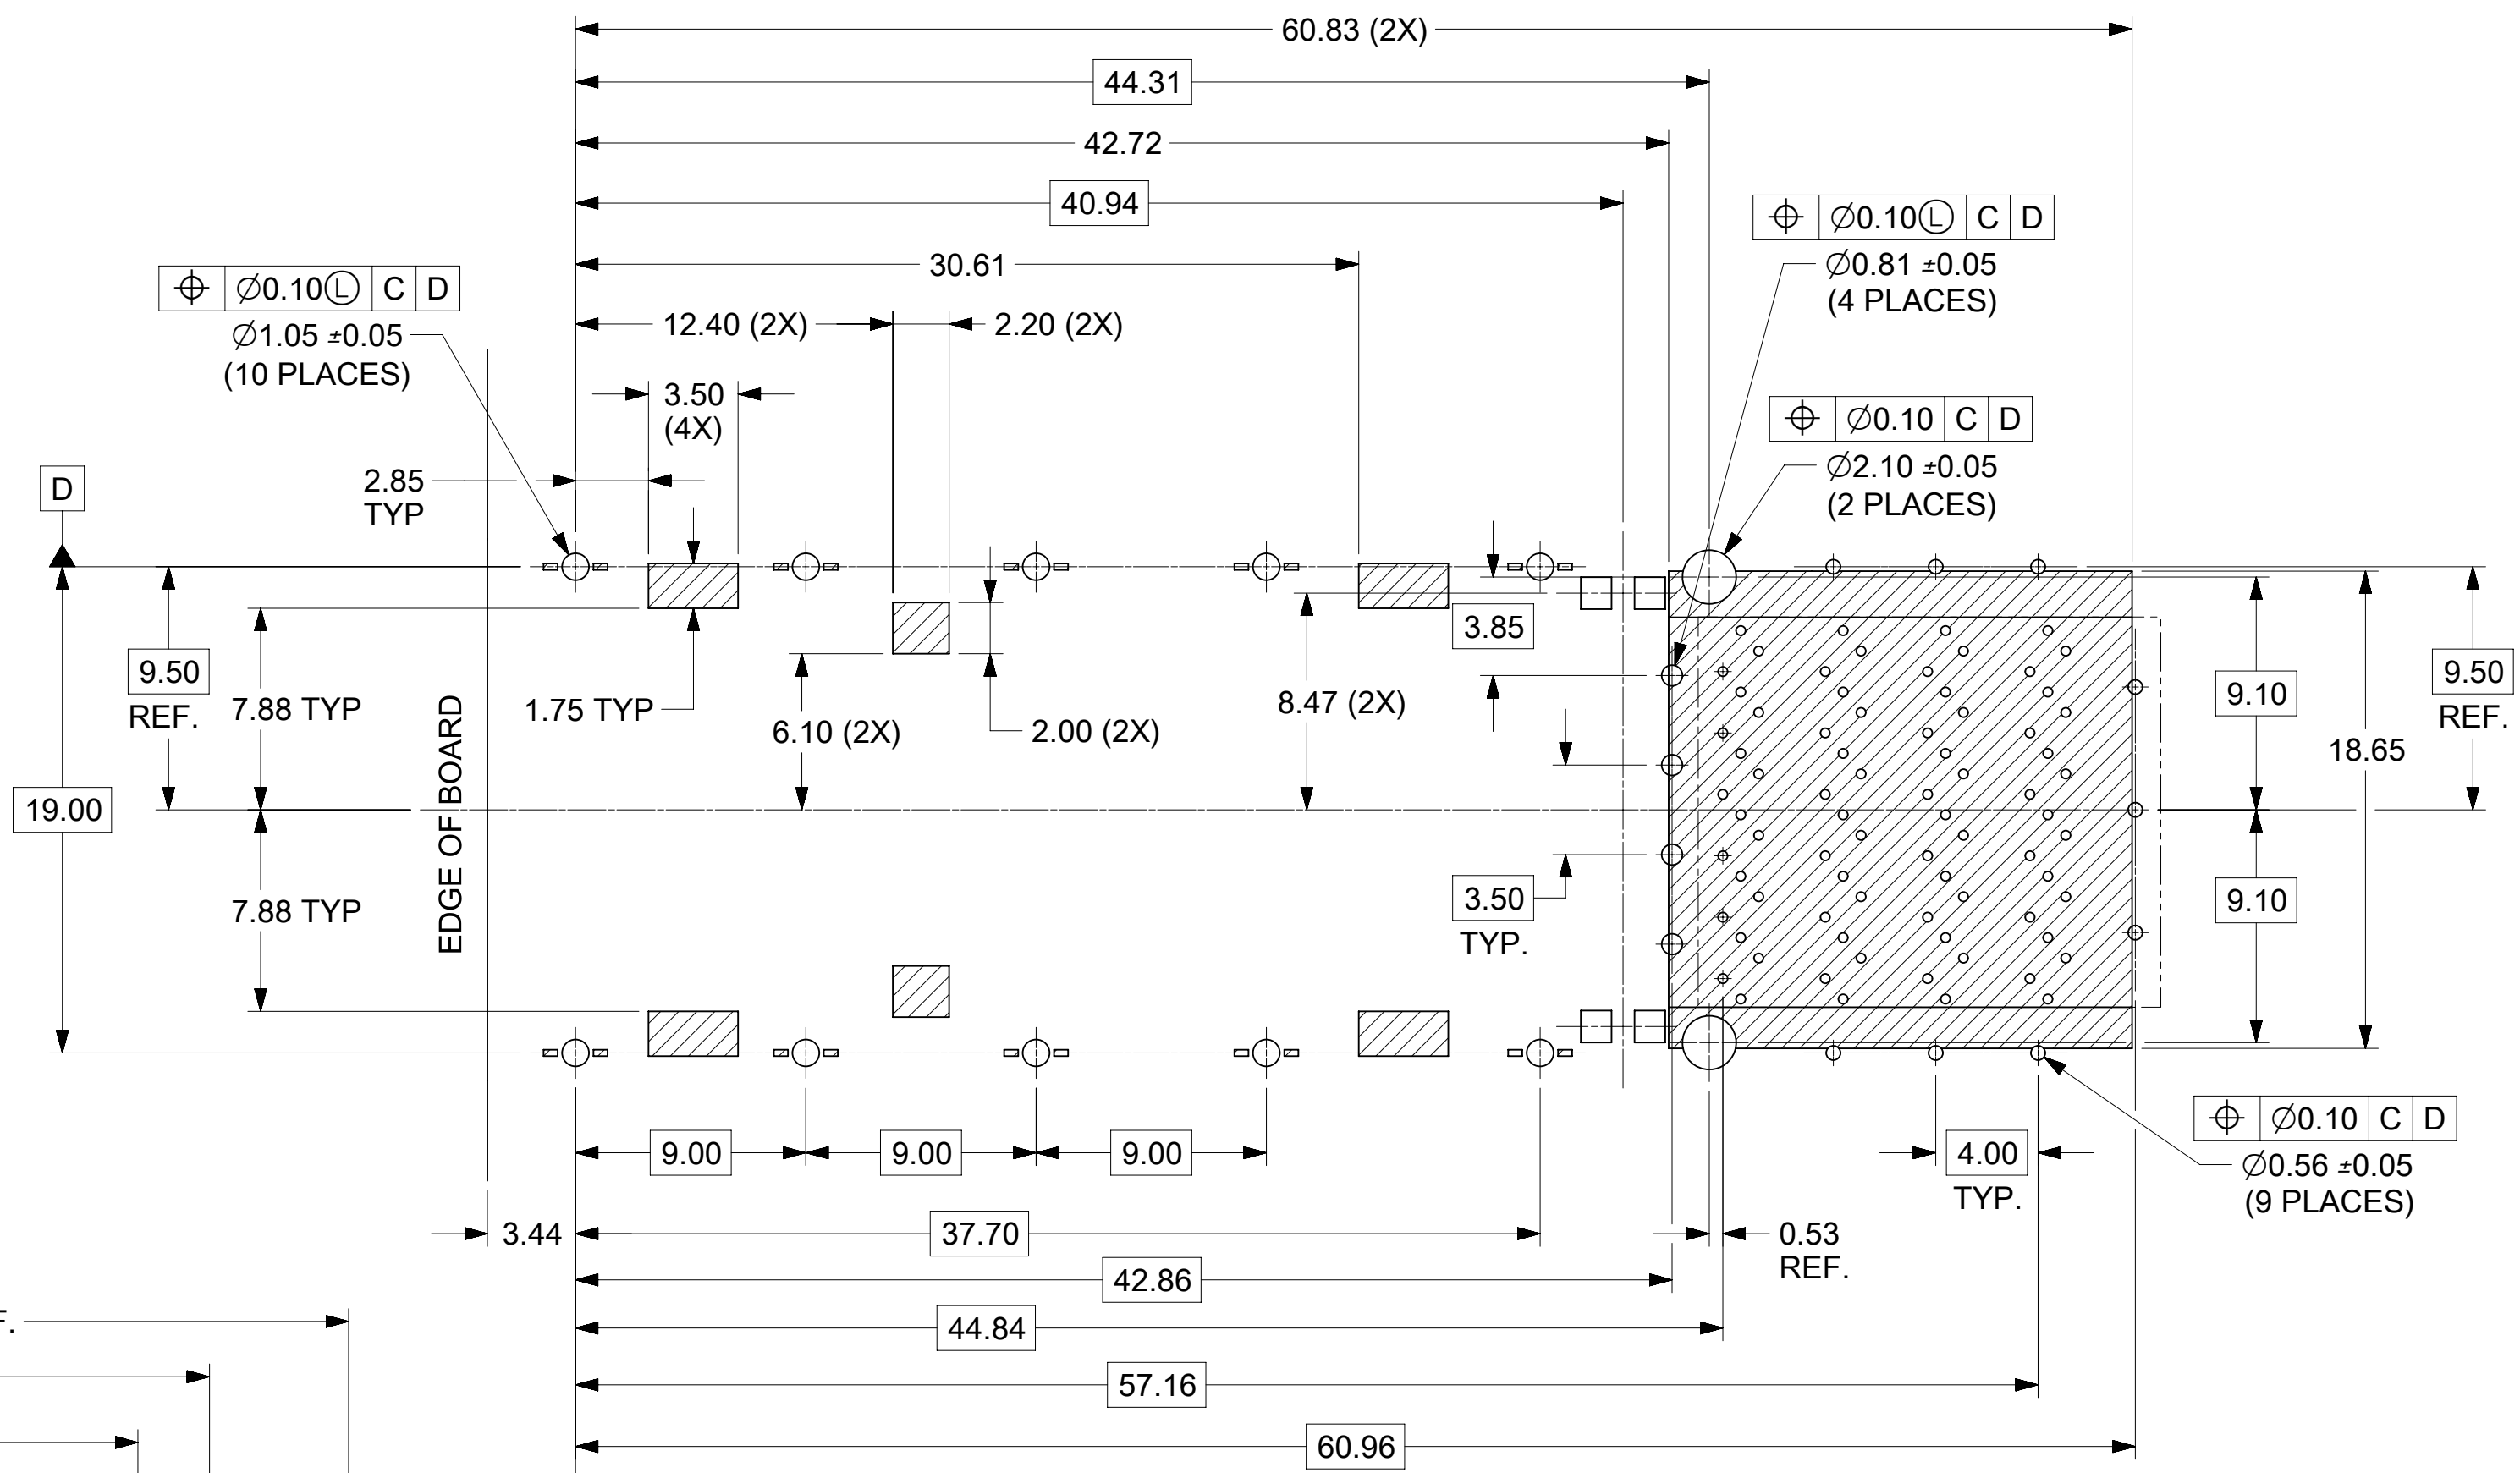 60.83 (2X)
44.31
42.72
40.94
⌖ ∅0.10Ⓛ C D
30.61
∅0.81 ±0.05
(4 PLACES)
⌖ ∅0.10Ⓛ C D
∅1.05 ±0.05
(10 PLACES)
12.40 (2X)
2.20 (2X)
3.50
(4X)
⌖ ∅0.10 C D
∅2.10 ±0.05
(2 PLACES)
2.85
TYP
D
3.85
9.50
REF.
7.88 TYP
1.75 TYP
6.10 (2X)
2.00 (2X)
8.47 (2X)
9.10
9.50
REF.
18.65
19.00
EDGE OF BOARD
7.88 TYP
3.50
TYP.
9.10
⌖ ∅0.10 C D
∅0.56 ±0.05
(9 PLACES)
9.00
9.00
9.00
4.00
TYP.
3.44
37.70
0.53
REF.
42.86
44.84
57.16
60.96